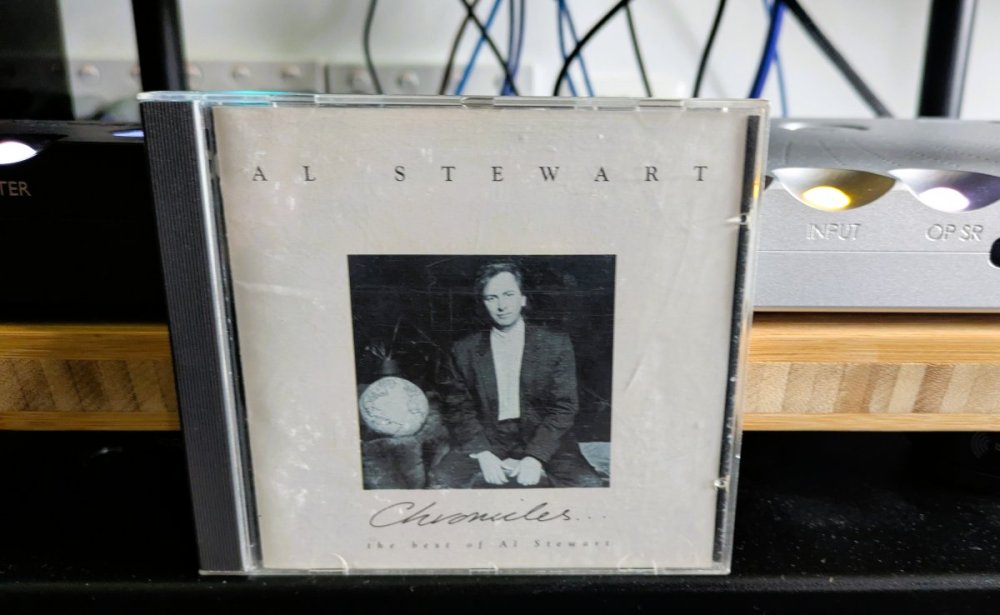 AL STEWART
TER
INPUT
OP SR
Chronicles...
the best of Al Stewart